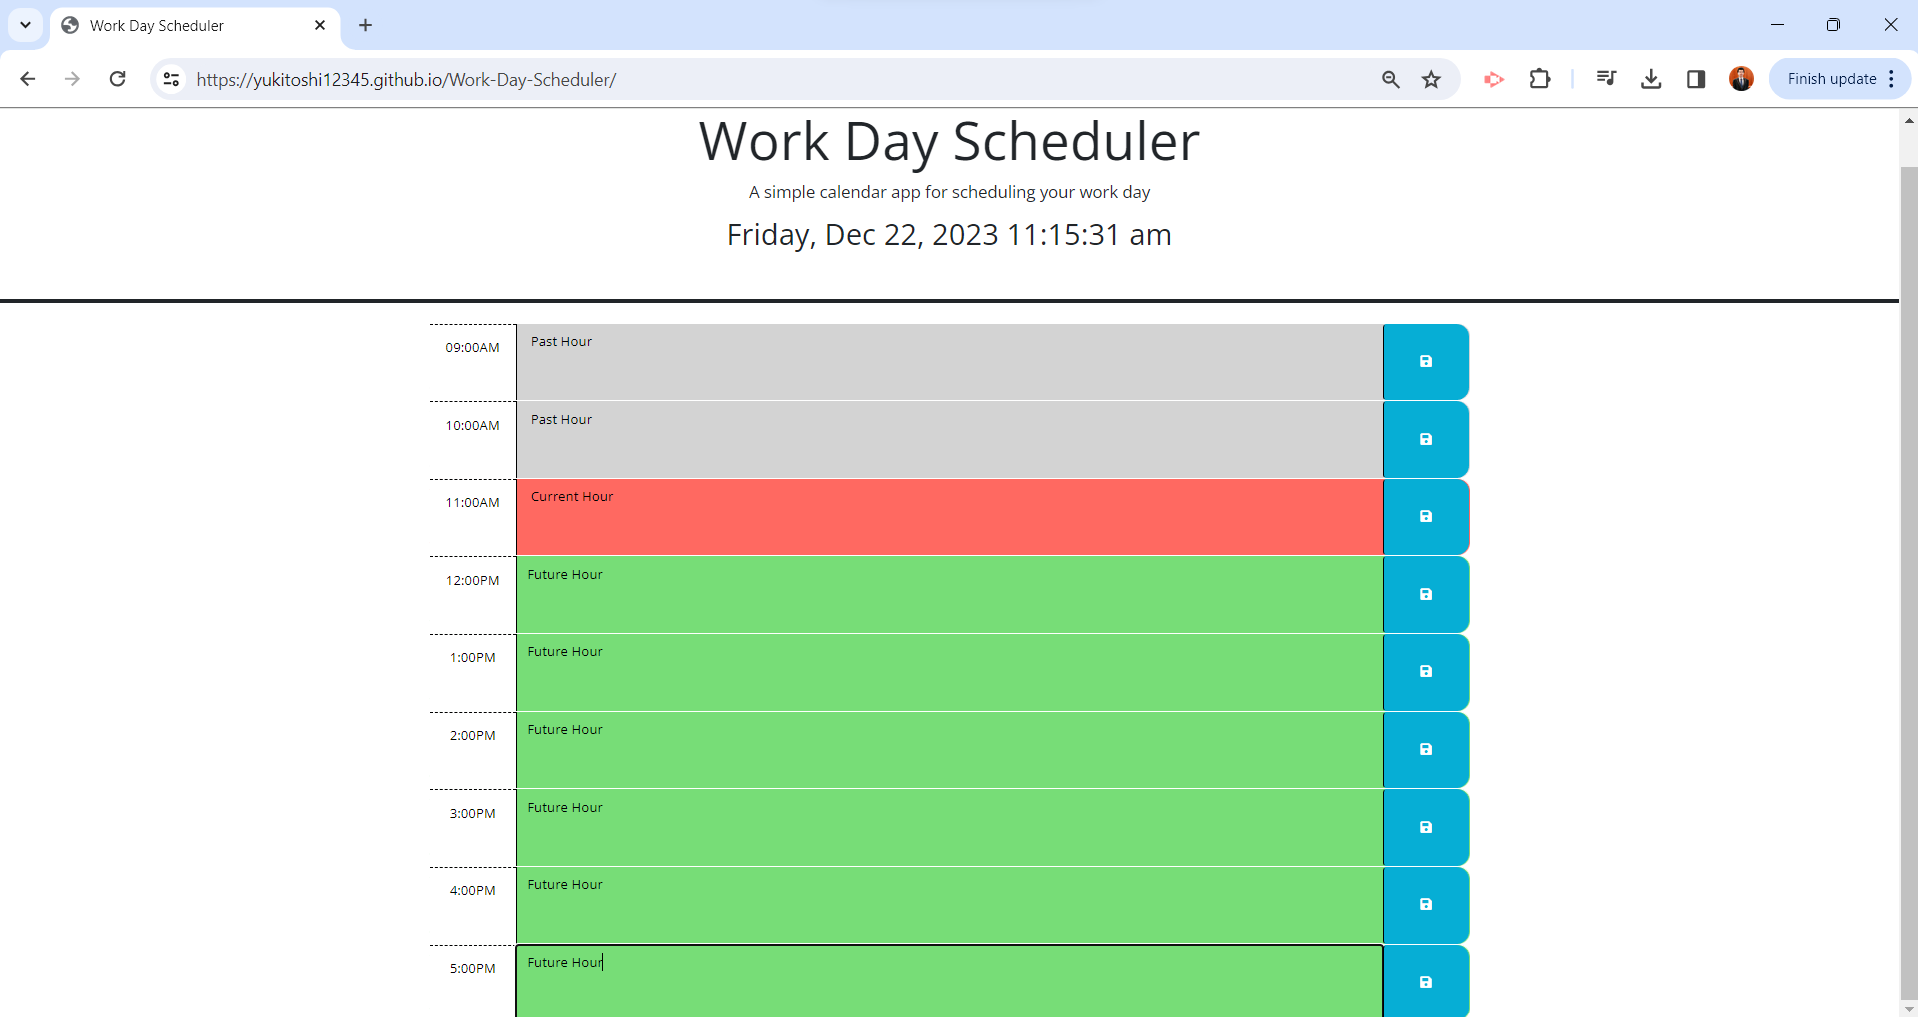 Work Day Scheduler
https://yukitoshi12345.github.io/Work-Day-Scheduler/
Finish update
Work Day Scheduler
A simple calendar app for scheduling your work day
Friday, Dec 22, 2023 11:15:31 am
09:00AM Past Hour
10:00AM Past Hour
11:00AM Current Hour
12:00PM Future Hour
1:00PM Future Hour
2:00PM Future Hour
3:00PM Future Hour
4:00PM Future Hour
5:00PM Future Hour